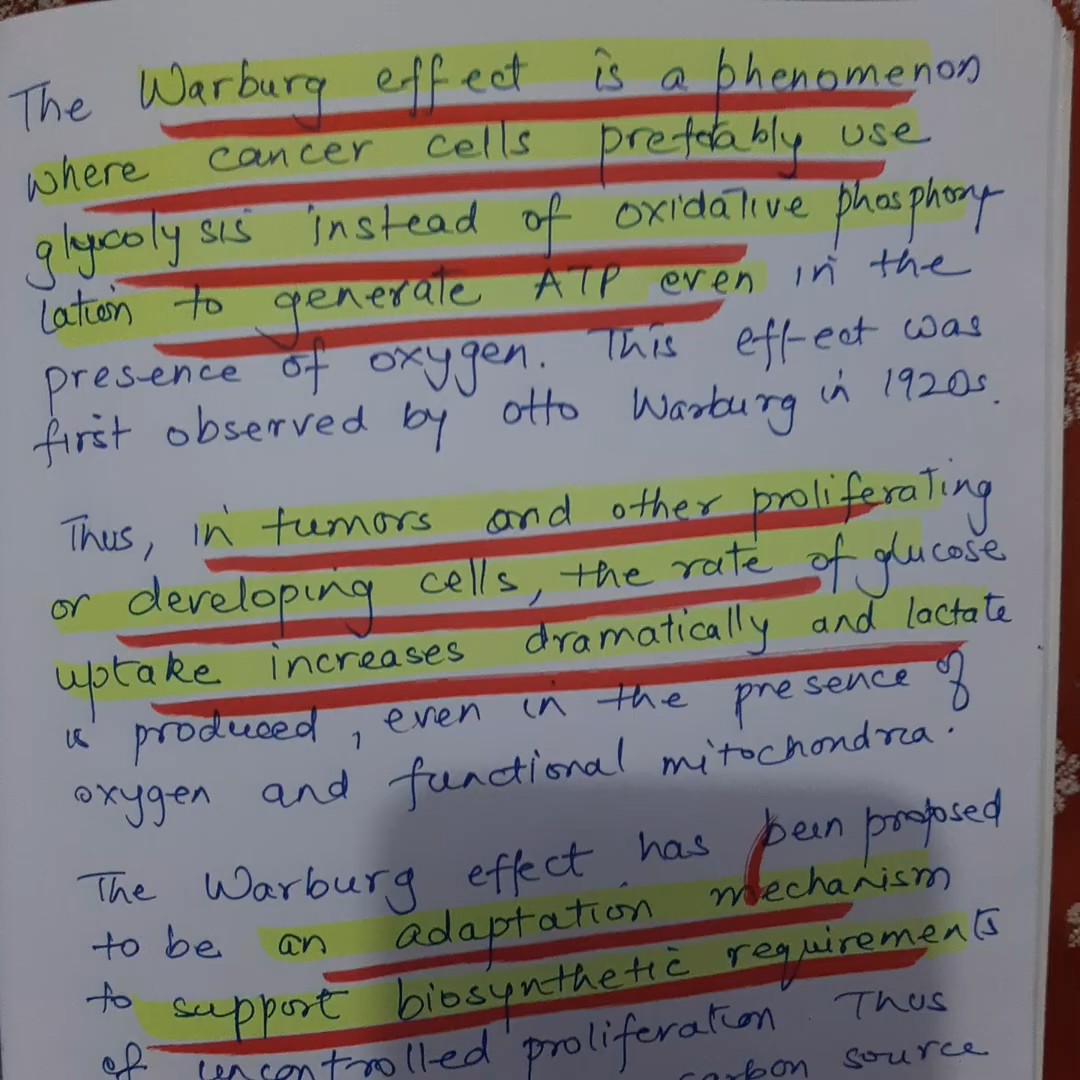 The Warburg effect is a phenomenon
where cancer cells prefdably use
glycolysis instead of oxidative phosphory
lation to generate ATP even in the
presence of oxygen. This effect was
first observed by Otto Warburg in 1920s.
Thus, in tumors and other proliferating
or developing cells, the rate of glucose
uptake increases dramatically and lactate
is produced, even in the presence of
oxygen and functional mitochondria.
The Warburg effect has been proposed
to be an adaptation mechanism
to support biosynthetic requirements
of uncontrolled proliferation Thus
carbon source